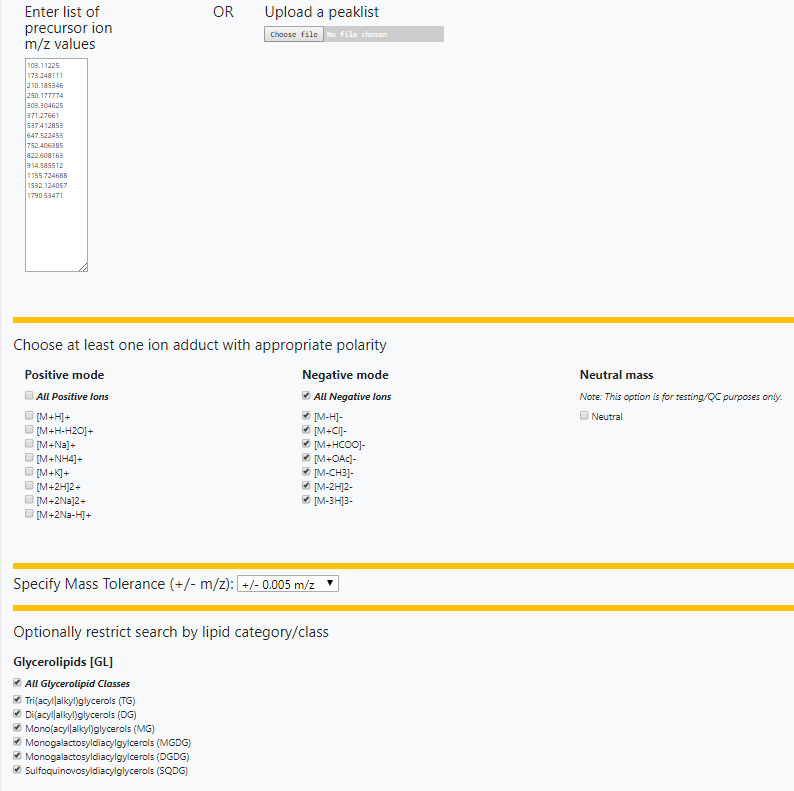 Enter list of
precursor ion
m/z values
OR
Upload a peaklist
Choose file No file chosen
103.11225
173.248111
210.185346
250.177774
303.304625
371.27661
537.412853
647.522453
752.406385
822.608163
914.585512
1155.724688
1532.124057
1790.53471
Choose at least one ion adduct with appropriate polarity
Positive mode
All Positive Ions
[M+H]+
[M+H-H2O]+
[M+Na]+
[M+NH4]+
[M+K]+
[M+2H]2+
[M+2Na]2+
[M+2Na-H]+
Negative mode
All Negative Ions
[M-H]-
[M+Cl]-
[M+HCOO]-
[M+OAc]-
[M-CH3]-
[M-2H]2-
[M-3H]3-
Neutral mass
Note: This option is for testing/QC purposes only.
Neutral
Specify Mass Tolerance (+/- m/z): +/- 0.005 m/z
Optionally restrict search by lipid category/class
Glycerolipids [GL]
All Glycerolipid Classes
Tri(acyl|alkyl)glycerols (TG)
Di(acyl|alkyl)glycerols (DG)
Mono(acyl|alkyl)glycerols (MG)
Monogalactosyldiacylgylcerols (MGDG)
Monogalactosyldiacylgylcerols (DGDG)
Sulfoquinovosyldiacylglycerols (SQDG)